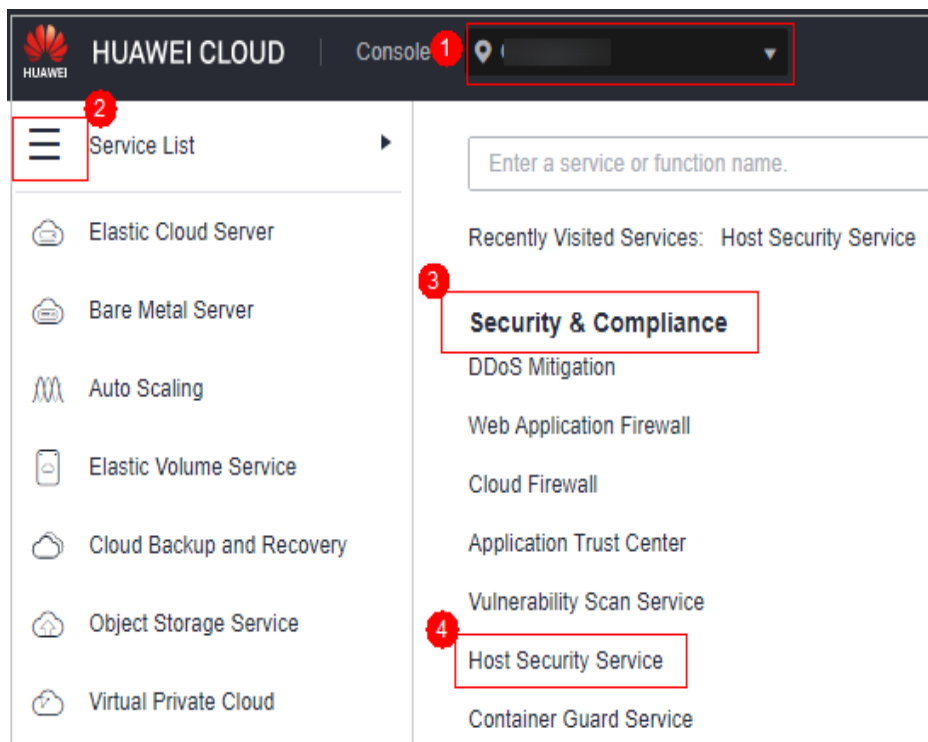 HUAWEI
HUAWEI CLOUD
Console
1
2
Service List
Elastic Cloud Server
Bare Metal Server
Auto Scaling
Elastic Volume Service
Cloud Backup and Recovery
Object Storage Service
Virtual Private Cloud
Enter a service or function name.
Recently Visited Services: Host Security Service
3
Security & Compliance
DDoS Mitigation
Web Application Firewall
Cloud Firewall
Application Trust Center
Vulnerability Scan Service
4
Host Security Service
Container Guard Service